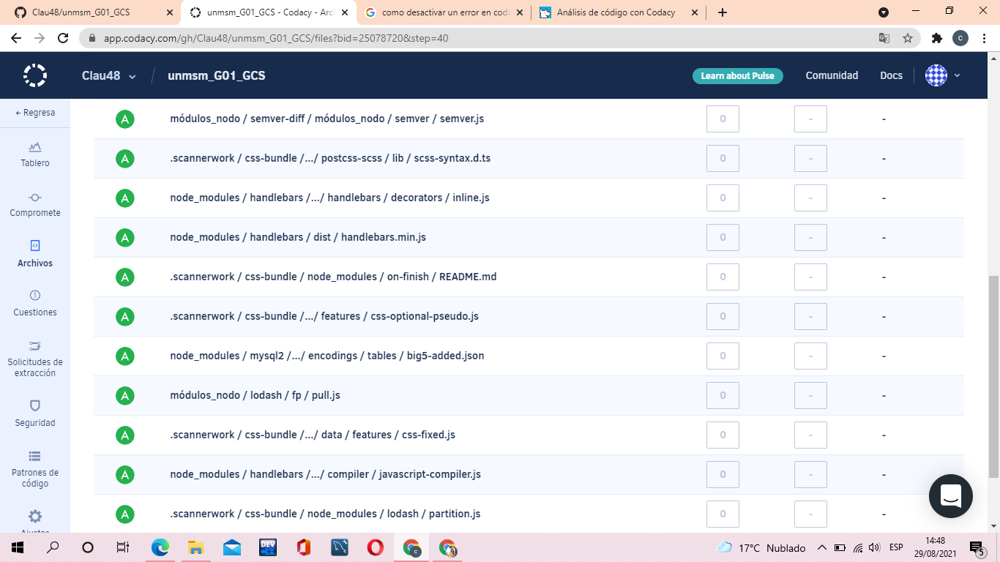 Clau48/unmsm_G01_GCS
unmsm_G01_GCS - Codacy - Arc
como desactivar un error en coda
Análisis de código con Codacy
app.codacy.com/gh/Clau48/unmsm_G01_GCS/files?bid=25078720&step=40
c
Clau48
/
unmsm_G01_GCS
Learn about Pulse
Comunidad
Docs
← Regresa
Tablero
Compromete
Archivos
Cuestiones
Solicitudes de
extracción
Seguridad
Patrones de
código
Ajustes
A módulos_nodo / semver-diff / módulos_nodo / semver / semver.js 0 - -
A .scannerwork / css-bundle /.../ postcss-scss / lib / scss-syntax.d.ts 0 - -
A node_modules / handlebars /.../ handlebars / decorators / inline.js 0 - -
A node_modules / handlebars / dist / handlebars.min.js 0 - -
A .scannerwork / css-bundle / node_modules / on-finish / README.md 0 - -
A .scannerwork / css-bundle /.../ features / css-optional-pseudo.js 0 - -
A node_modules / mysql2 /.../ encodings / tables / big5-added.json 0 - -
A módulos_nodo / lodash / fp / pull.js 0 - -
A .scannerwork / css-bundle /.../ data / features / css-fixed.js 0 - -
A node_modules / handlebars /.../ compiler / javascript-compiler.js 0 - -
A .scannerwork / css-bundle / node_modules / lodash / partition.js 0 - -
DEV
c
17°C Nublado
ESP
14:48
29/08/2021
5